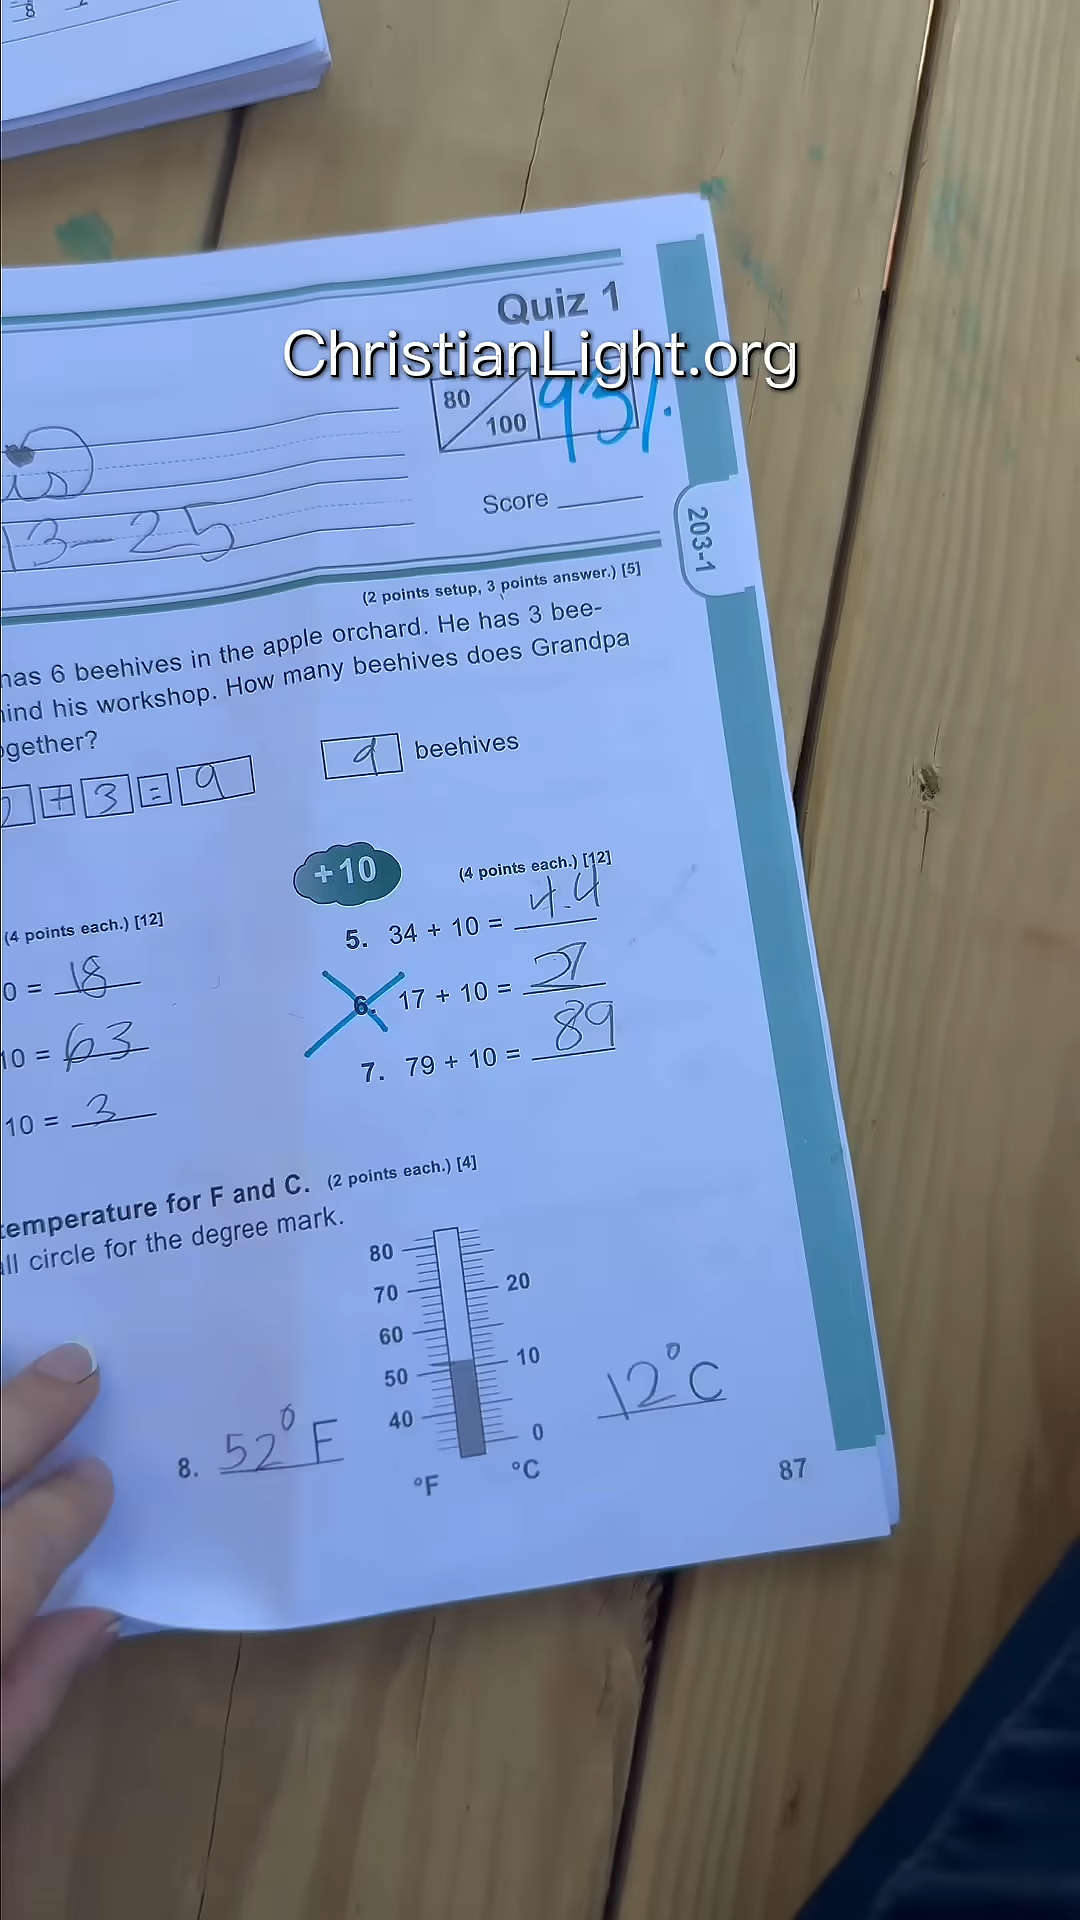 8
Quiz 1
ChristianLight.org
80
100
93%
13-25
Score
203-1
(2 points setup, 3 points answer.) [5]
has 6 beehives in the apple orchard. He has 3 bee-
hind his workshop. How many beehives does Grandpa
ogether?
+ 3 = 9
9 beehives
+10
(4 points each.) [12]
(4 points each.) [12]
5. 34 + 10 = 44
0 = 18
6. 17 + 10 = 27
10 = 63
7. 79 + 10 = 89
10 = 3
temperature for F and C. (2 points each.) [4]
all circle for the degree mark.
80
70
20
60
50
10
40
0
8. 52° F
12° C
°F
°C
87